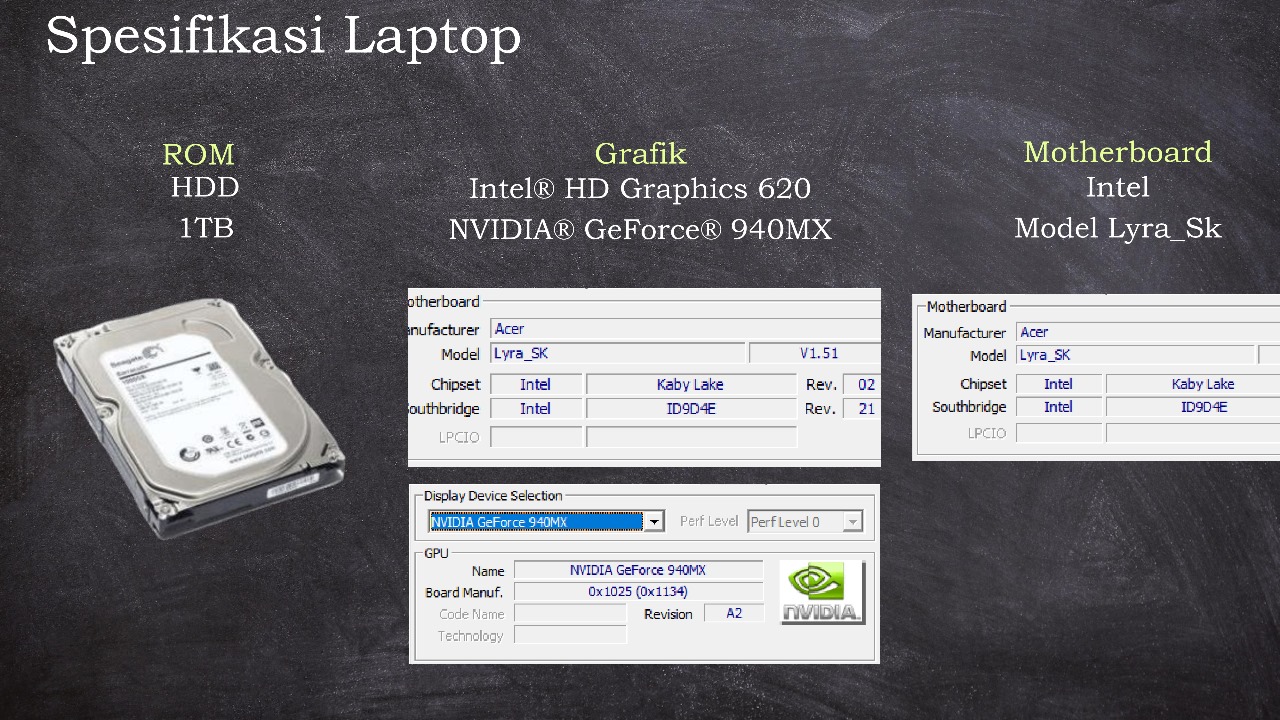 Spesifikasi Laptop
ROM
HDD
1TB
Grafik
Intel® HD Graphics 620
NVIDIA® GeForce® 940MX
Motherboard
Intel
Model Lyra_Sk
Seagate
Barracuda
otherboard
anufacturer Acer
Model Lyra_SK V1.51
Chipset Intel Kaby Lake Rev. 02
Southbridge Intel ID9D4E Rev. 21
LPCIO
Display Device Selection
NVIDIA GeForce 940MX Perf Level Perf Level 0
GPU
Name NVIDIA GeForce 940MX
Board Manuf. 0x1025 (0x1134)
Code Name Revision A2
Technology
NVIDIA
Motherboard
Manufacturer Acer
Model Lyra_SK
Chipset Intel Kaby Lake
Southbridge Intel ID9D4E
LPCIO